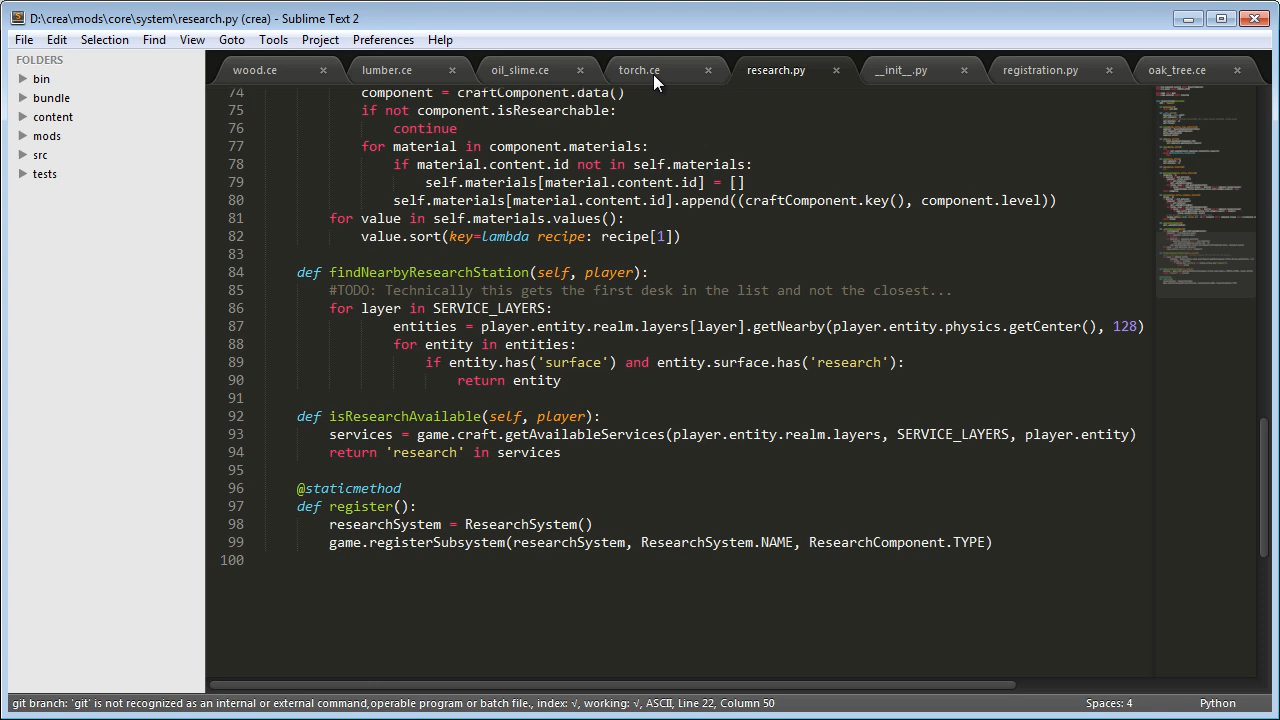 D:\crea\mods\core\system\research.py (crea) - Sublime Text 2
File Edit Selection Find View Goto Tools Project Preferences Help
FOLDERS
bin
bundle
content
mods
src
tests
wood.ce lumber.ce oil_slime.ce torch.ce research.py __init__.py registration.py oak_tree.ce
74 component = craftComponent.data()
75 if not component.isResearchable:
76 continue
77 for material in component.materials:
78 if material.content.id not in self.materials:
79 self.materials[material.content.id] = []
80 self.materials[material.content.id].append((craftComponent.key(), component.level))
81 for value in self.materials.values():
82 value.sort(key=lambda recipe: recipe[1])
83
84 def findNearbyResearchStation(self, player):
85 #TODO: Technically this gets the first desk in the list and not the closest...
86 for layer in SERVICE_LAYERS:
87 entities = player.entity.realm.layers[layer].getNearby(player.entity.physics.getCenter(), 128)
88 for entity in entities:
89 if entity.has('surface') and entity.surface.has('research'):
90 return entity
91
92 def isResearchAvailable(self, player):
93 services = game.craft.getAvailableServices(player.entity.realm.layers, SERVICE_LAYERS, player.entity)
94 return 'research' in services
95
96 @staticmethod
97 def register():
98 researchSystem = ResearchSystem()
99 game.registerSubsystem(researchSystem, ResearchSystem.NAME, ResearchComponent.TYPE)
100
git branch: 'git' is not recognized as an internal or external command,operable program or batch file., index: √, working: √, ASCII, Line 22, Column 50 Spaces: 4 Python